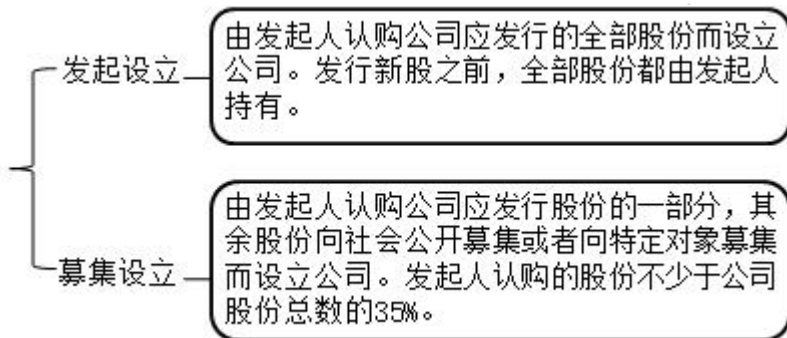 发起设立
由发起人认购公司应发行的全部股份而设立
公司。发行新股之前，全部股份都由发起人
持有。
募集设立
由发起人认购公司应发行股份的一部分，其
余股份向社会公开募集或者向特定对象募集
而设立公司。发起人认购的股份不少于公司
股份总数的35%。